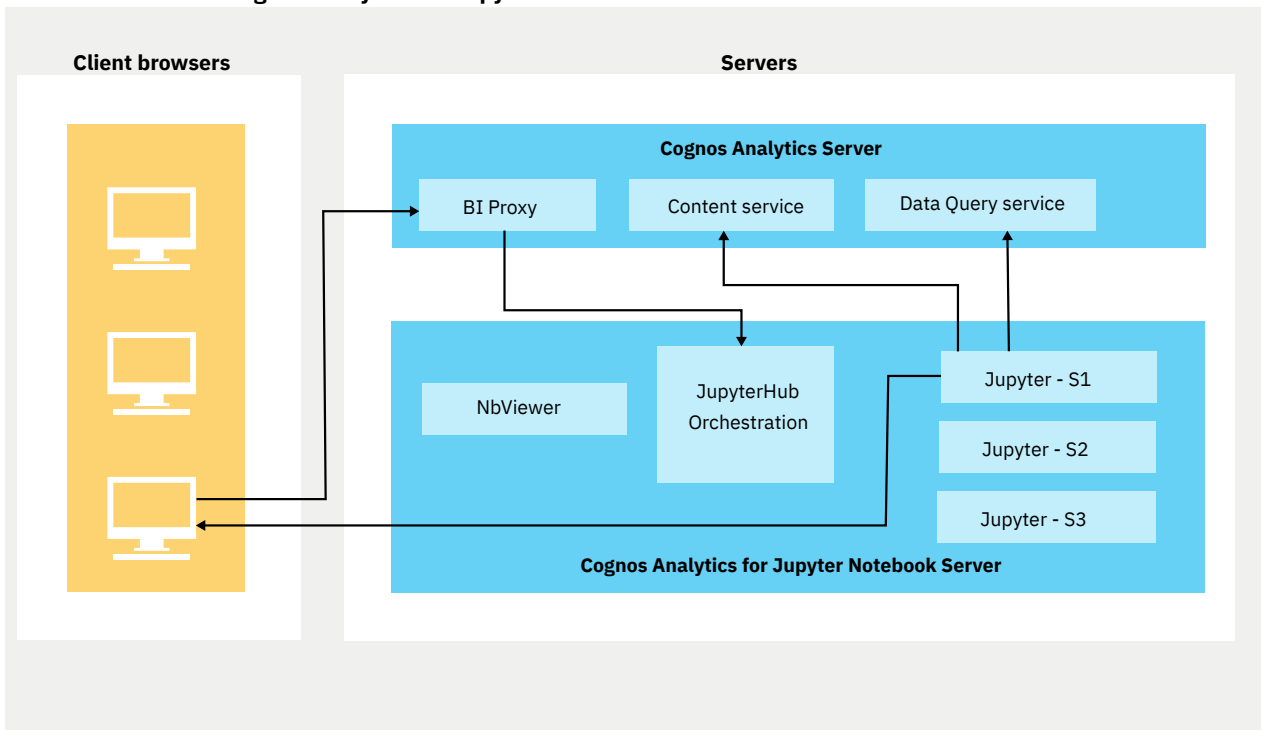 Client browsers
Servers
Cognos Analytics Server
BI Proxy
Content service
Data Query service
NbViewer
JupyterHub
Orchestration
Jupyter - S1
Jupyter - S2
Jupyter - S3
Cognos Analytics for Jupyter Notebook Server